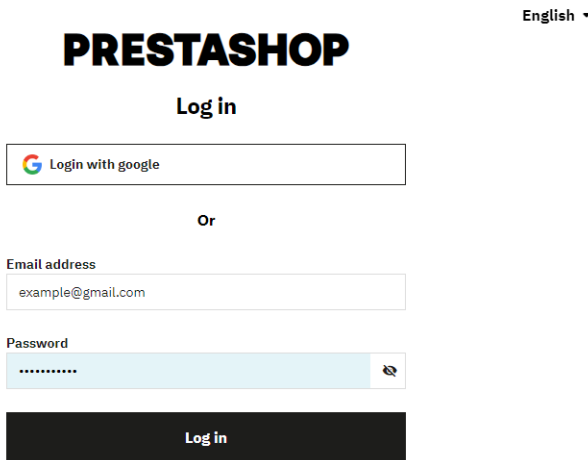 English
PRESTASHOP
Log in
Login with google
Or
Email address
example@gmail.com
Password
•••••••••••
Log in